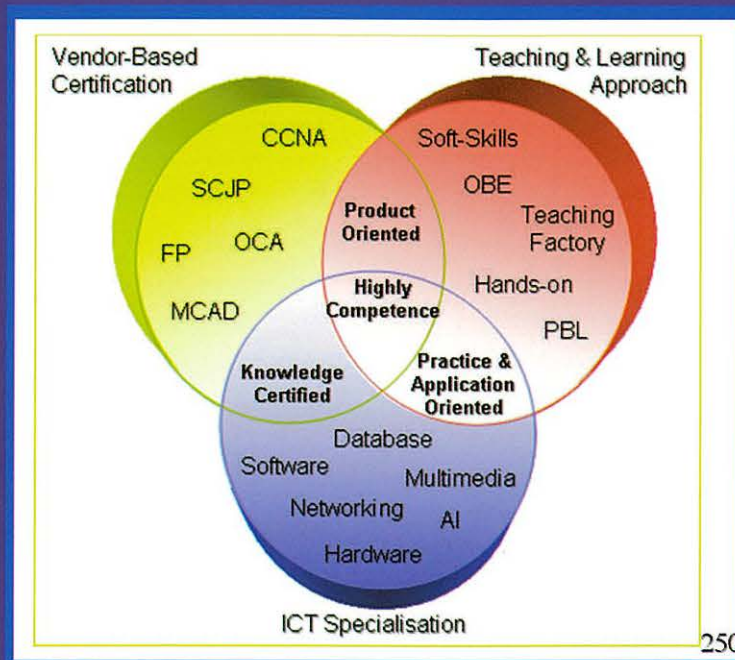 Vendor-Based
Certification
Teaching & Learning
Approach
CCNA
SCJP
FP
OCA
MCAD
Soft-Skills
OBE
Teaching
Factory
Hands-on
PBL
Product
Oriented
Highly
Competence
Knowledge
Certified
Practice &
Application
Oriented
Database
Software
Multimedia
Networking
AI
Hardware
ICT Specialisation
250